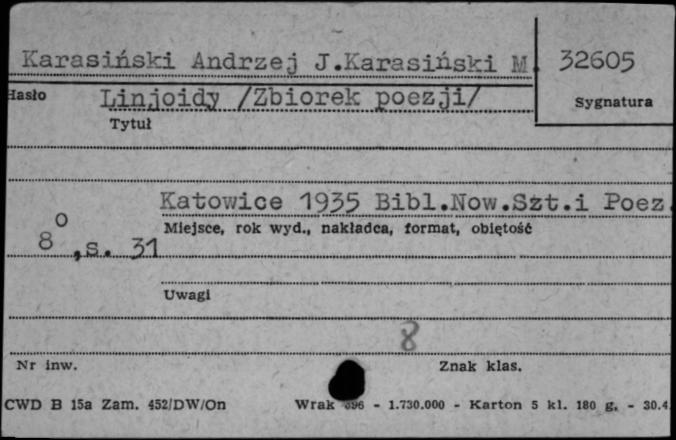 Karasiński Andrzej J.Karasiński M.
32605
Hasło
Linjoidy /Zbiorek poezji/
Sygnatura
Tytuł
Katowice 1935 Bibl.Now.Szt.i Poez.
Miejsce, rok wyd., nakładca, format, objętość
8⁰,s. 31
Uwagi
8
Nr inw.
Znak klas.
CWD B 15a Zam. 452/DW/On
Wrak 396 - 1.730.000 - Karton 5 kl. 180 g. - 30.4